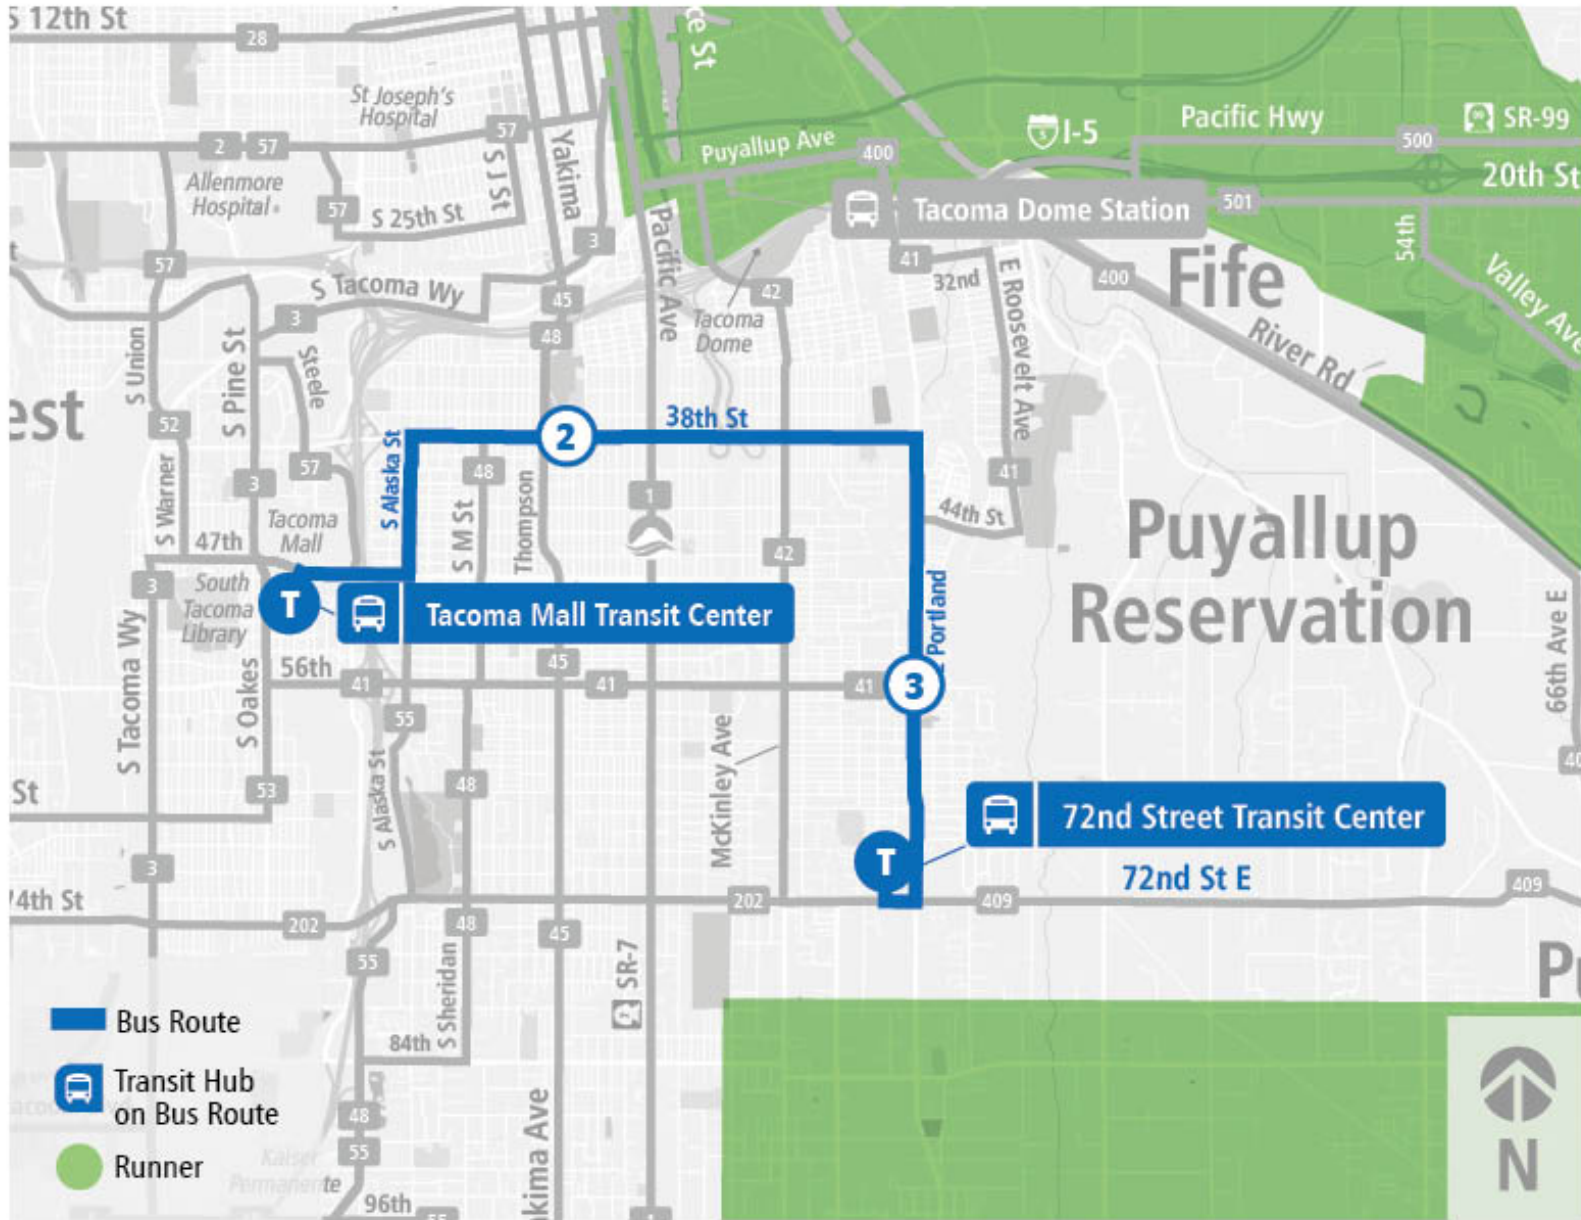 S 12th St
28
ce St
St Joseph's
Hospital
57
2
57
Allenmore
Hospital
57
S 25th St
S J St
Yakima
Puyallup Ave
400
I-5
Pacific Hwy
SR-99
500
20th St
Tacoma Dome Station
501
54th
Valley Ave
57
3
Pacific Ave
41
32nd
E Roosevelt Ave
400
Fife
River Rd
S Tacoma Wy
3
45
48
42
Tacoma
Dome
S Union
S Pine St
Steele
est
52
57
3
S Warner
47th
Tacoma
Mall
S Alaska St
2
38th St
48
S M St
Thompson
1
42
41
44th St
Puyallup
Reservation
3
South
Tacoma
Library
T
Tacoma Mall Transit Center
Portland
66th Ave E
S Tacoma Wy
S Oakes
56th
41
45
41
41
3
55
S Alaska St
48
McKinley Ave
St
53
72nd Street Transit Center
T
72nd St E
3
74th St
202
48
45
202
409
409
55
S Sheridan
SR-7
7
84th
48
55
Kaiser
Permanente
96th
55
1
akima Ave
Bus Route
Transit Hub
on Bus Route
Runner
N